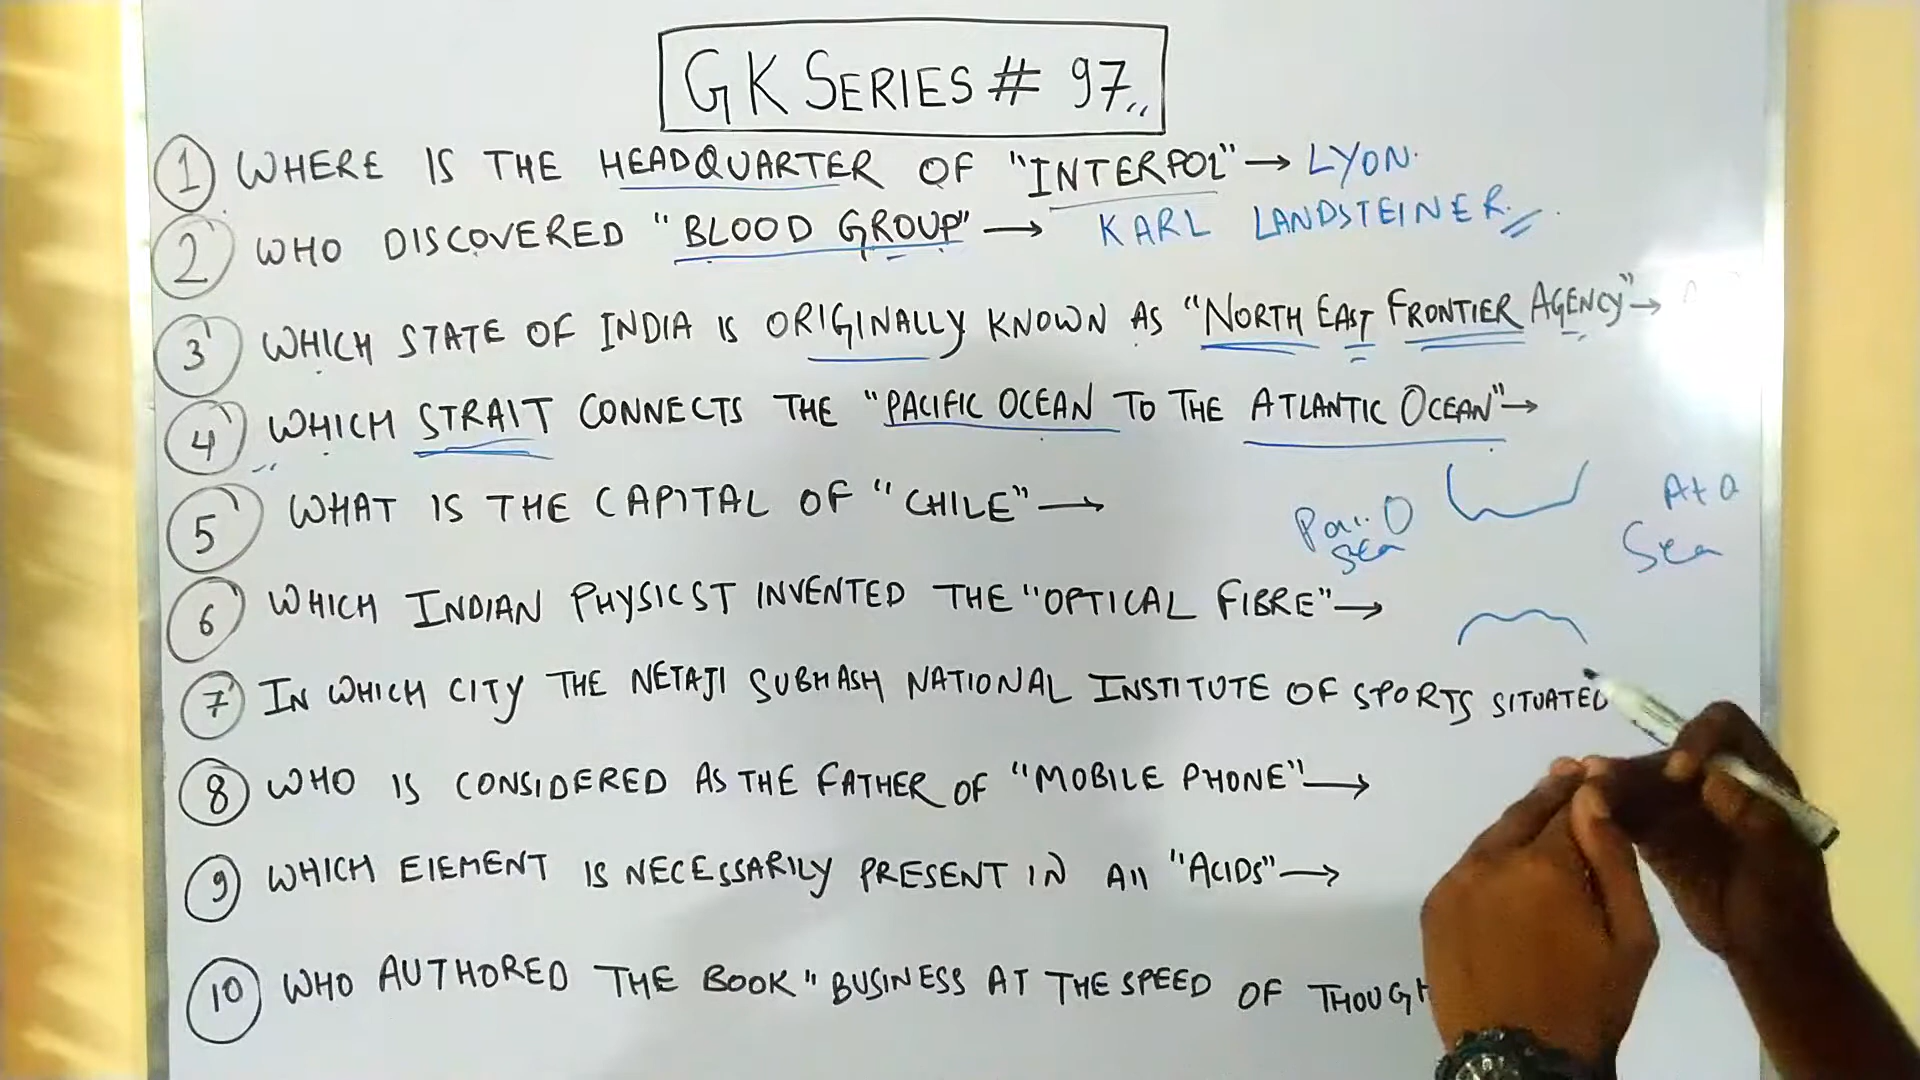 GK SERIES # 97
1 WHERE IS THE HEADQUARTER OF "INTERPOL" → LYON.
2 WHO DISCOVERED "BLOOD GROUP" → KARL LANDSTEINER.
3 WHICH STATE OF INDIA IS ORIGINALLY KNOWN AS "NORTH EAST FRONTIER AGENCY" →
4 WHICH STRAIT CONNECTS THE "PACIFIC OCEAN TO THE ATLANTIC OCEAN" →
5 WHAT IS THE CAPITAL OF "CHILE" →
Sea
Sea
6 WHICH INDIAN PHYSICST INVENTED THE "OPTICAL FIBRE" →
7 IN WHICH CITY THE NETAJI SUBHASH NATIONAL INSTITUTE OF SPORTS SITUATED
8 WHO IS CONSIDERED AS THE FATHER OF "MOBILE PHONE" →
9 WHICH ElEMENT IS NECESSARILY PRESENT IN All "ACIDS" →
10 WHO AUTHORED THE BOOK "BUSINESS AT THE SPEED OF THOUGH